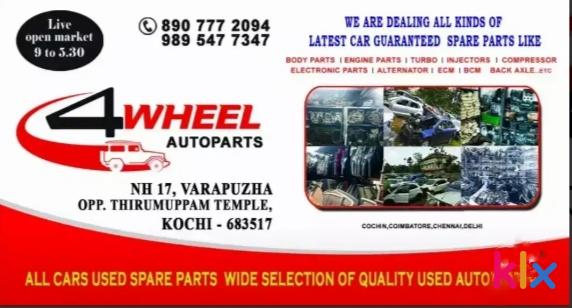 Live
open market
9 to 5.30
890 777 2094
989 547 7347
4WHEEL
AUTOPARTS
NH 17, VARAPUZHA
OPP. THIRUMUPPAM TEMPLE,
KOCHI - 683517
WE ARE DEALING ALL KINDS OF
LATEST CAR GUARANTEED SPARE PARTS LIKE
BODY PARTS I ENGINE PARTS I TURBO I INJECTORS I COMPRESSOR
ELECTRONIC PARTS I ALTERNATOR I ECM I BCM BACK AXLE..ETC
COCHIN,COIMBATORE,CHENNAI,DELHI
ALL CARS USED SPARE PARTS WIDE SELECTION OF QUALITY USED
klx